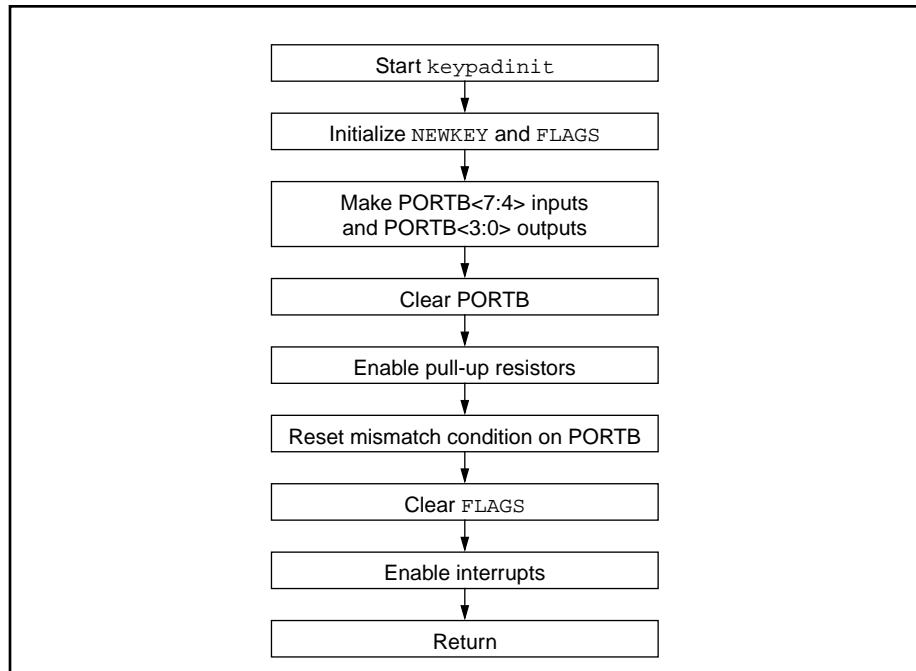 Start keypadinit
Initialize NEWKEY and FLAGS
Make PORTB<7:4> inputs
and PORTB<3:0> outputs
Clear PORTB
Enable pull-up resistors
Reset mismatch condition on PORTB
Clear FLAGS
Enable interrupts
Return